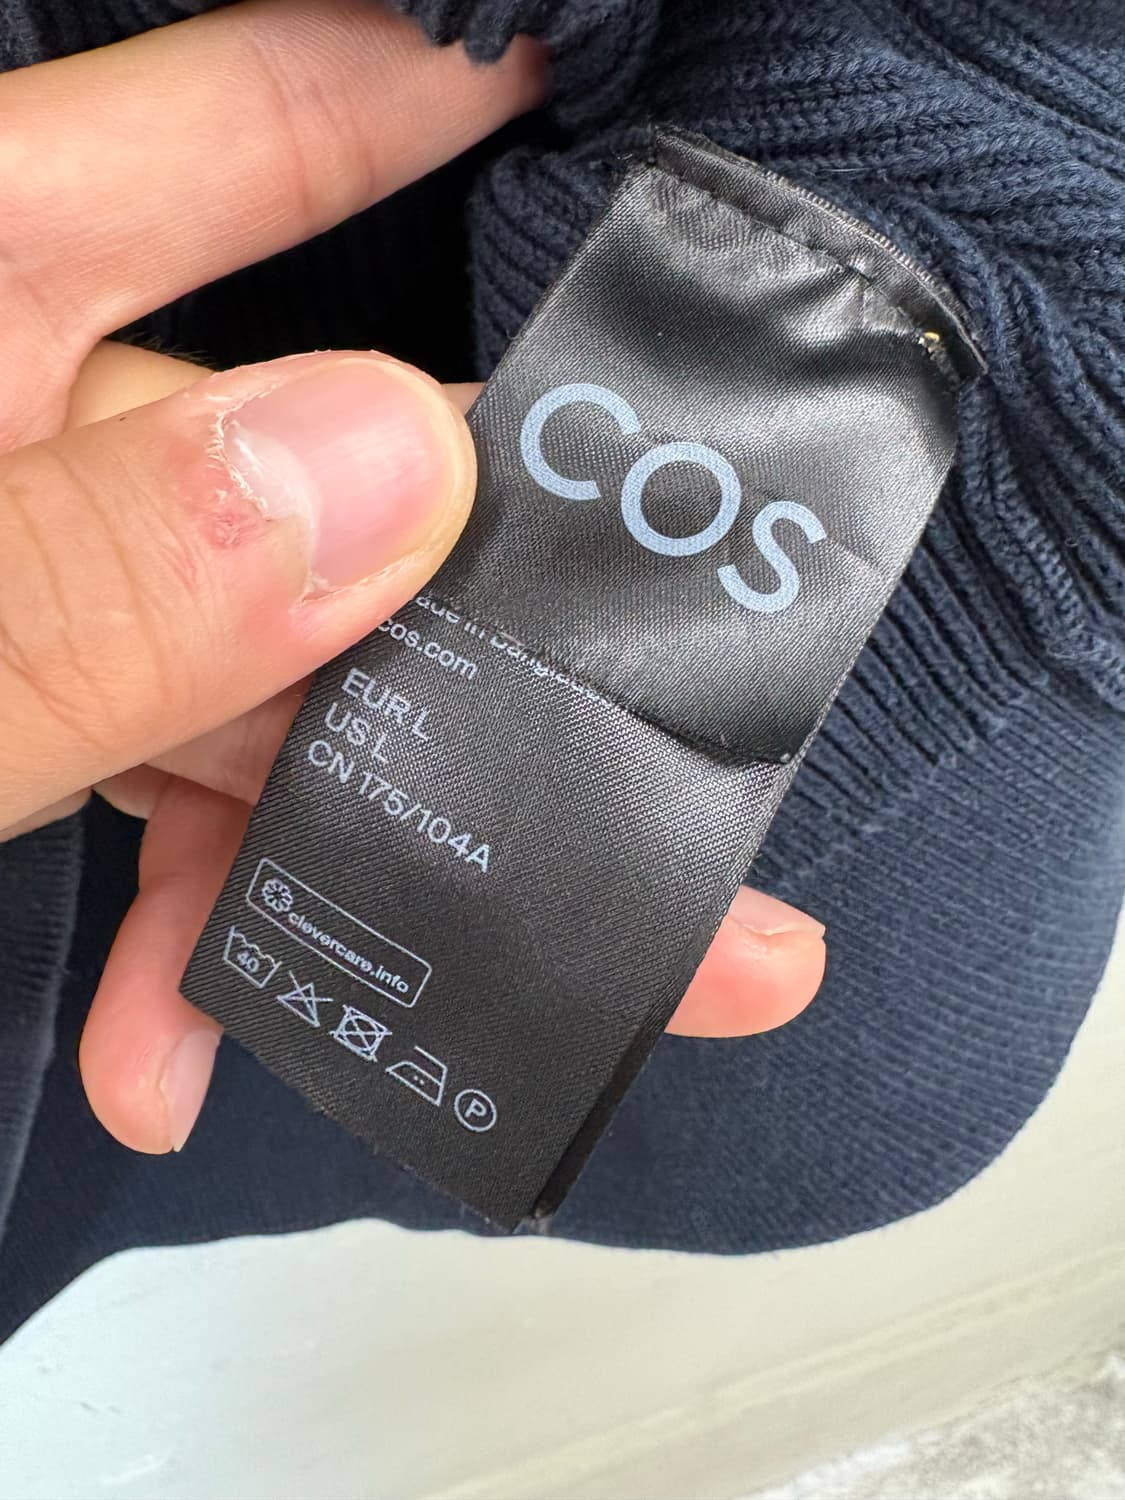 COS
cos.com
EUR L
US L
CN 175/104A
clevercare.info
40
P